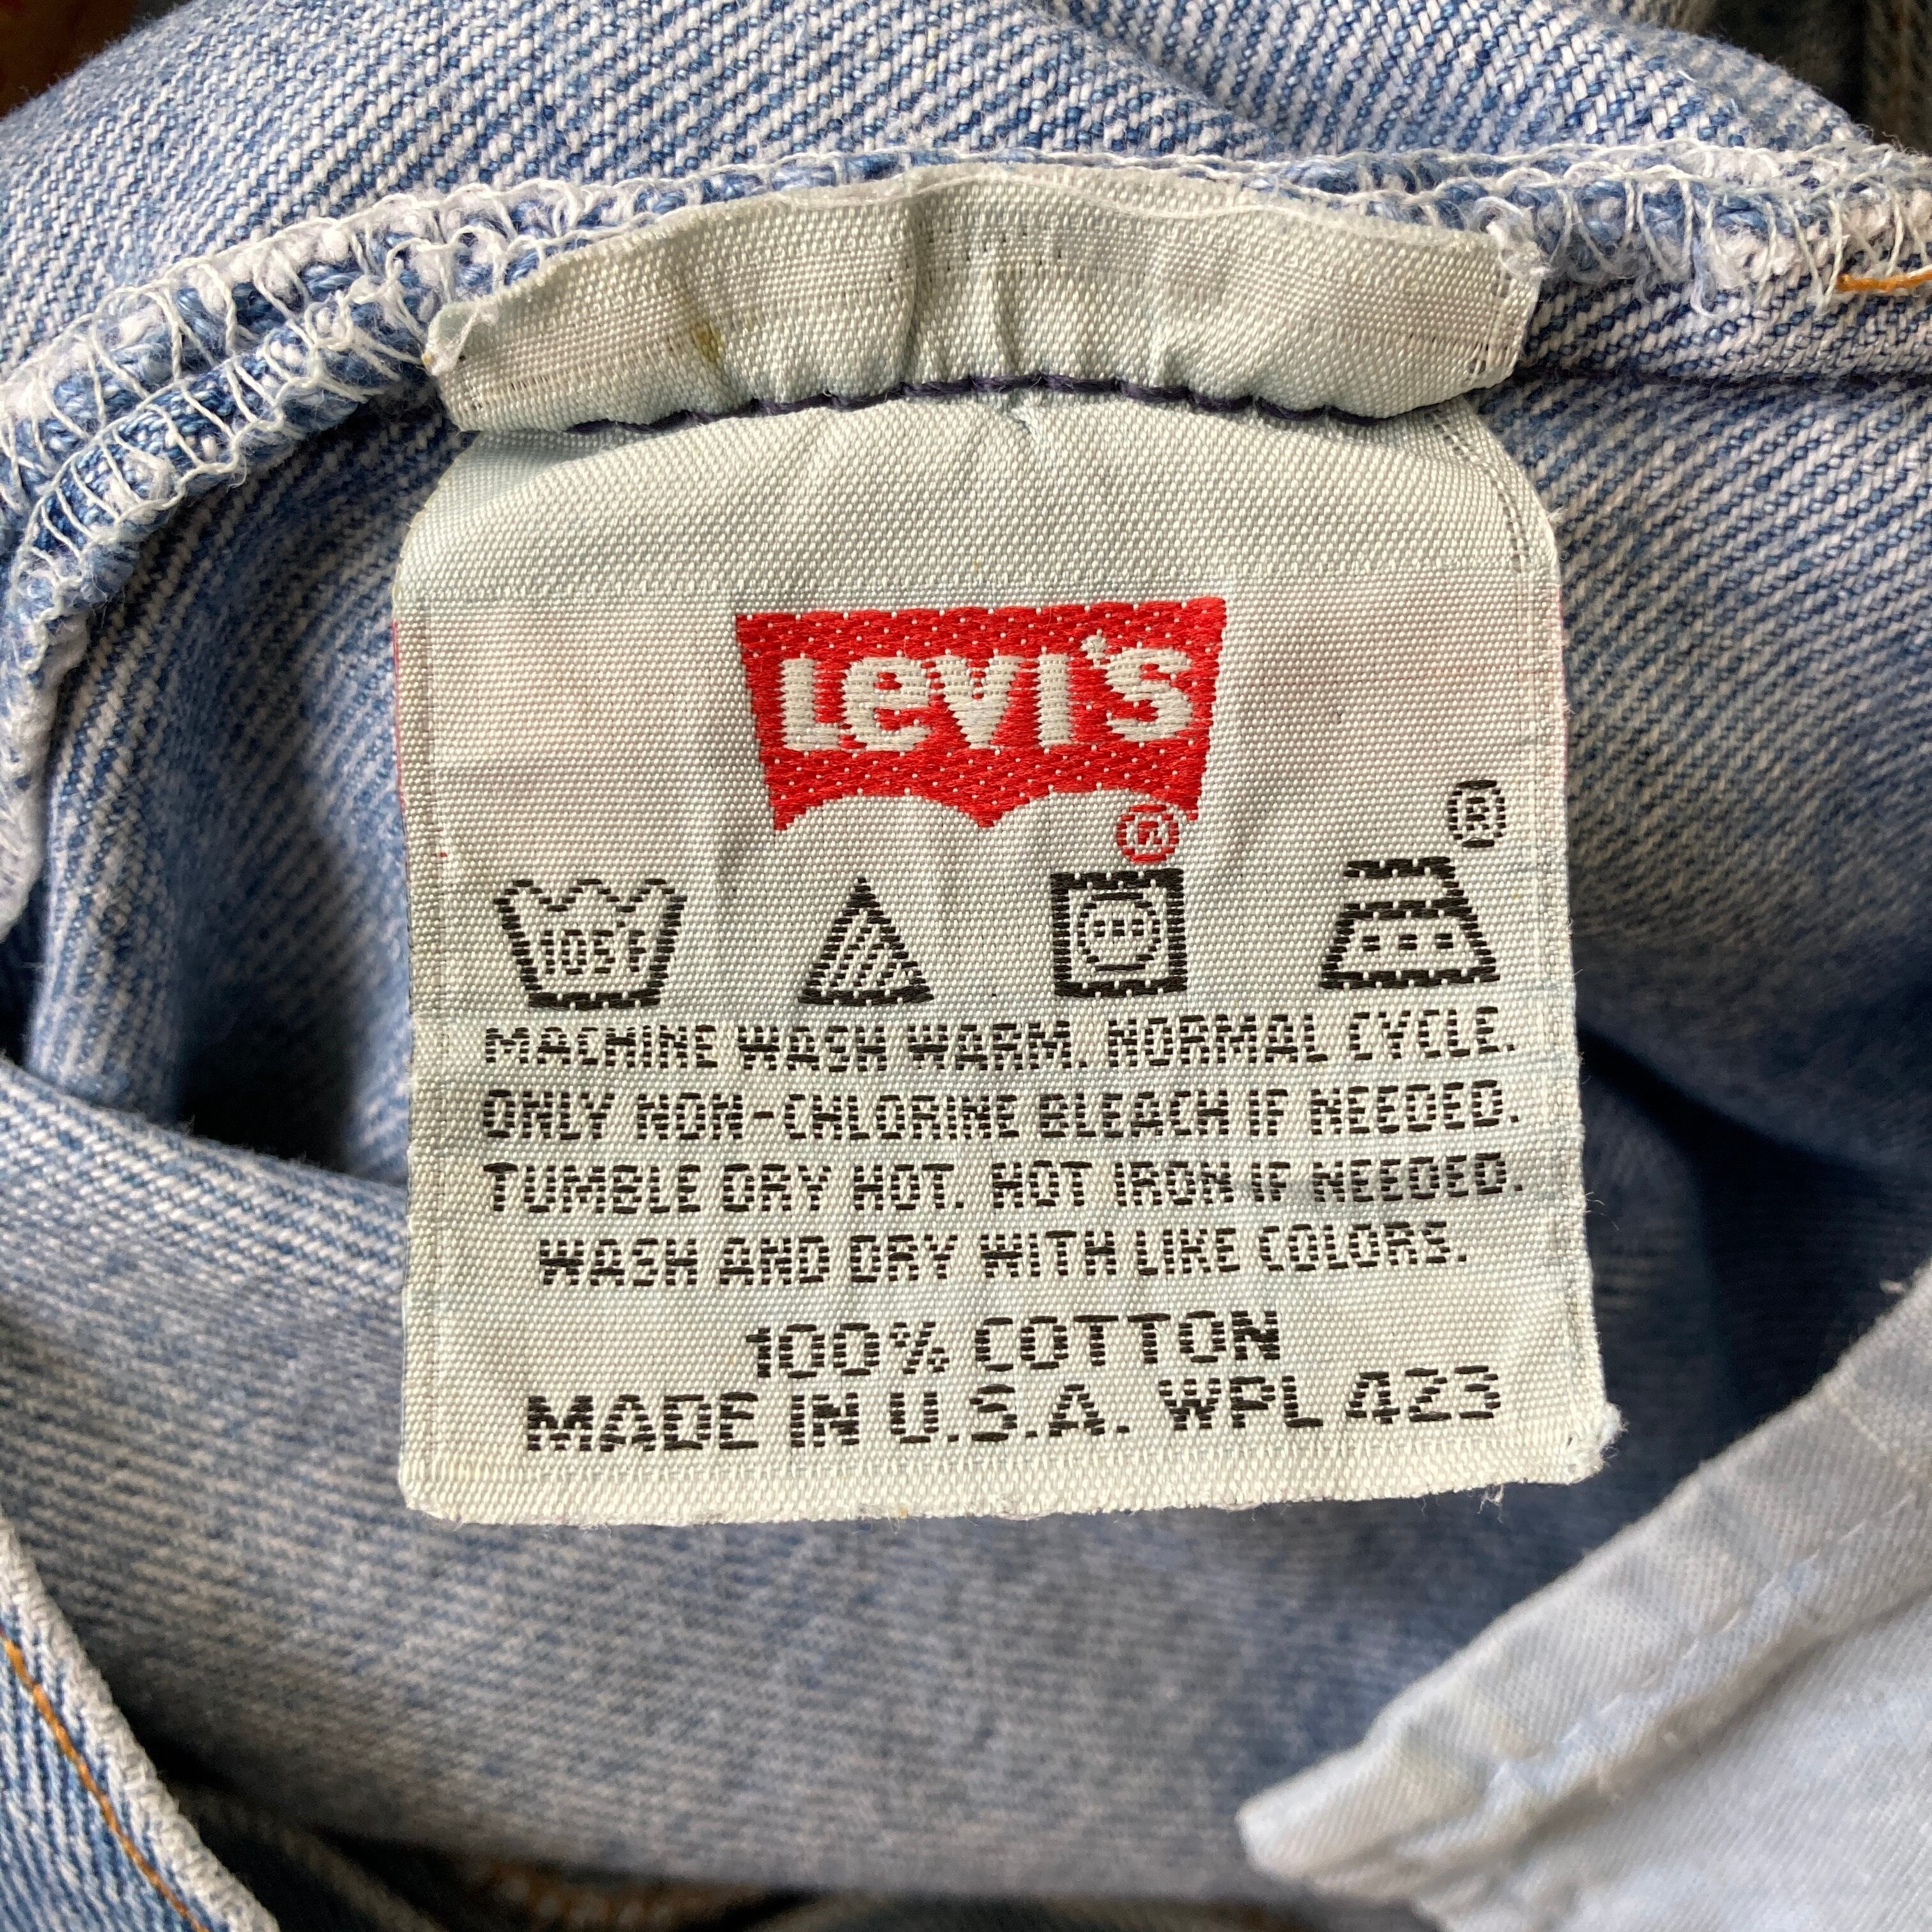 LEVI'S
®
®
105F
MACHINE WASH WARM. NORMAL CYCLE.
ONLY NON-CHLORINE BLEACH IF NEEDED.
TUMBLE DRY HOT. HOT IRON IF NEEDED.
WASH AND DRY WITH LIKE COLORS.
100% COTTON
MADE IN U.S.A. WPL 423